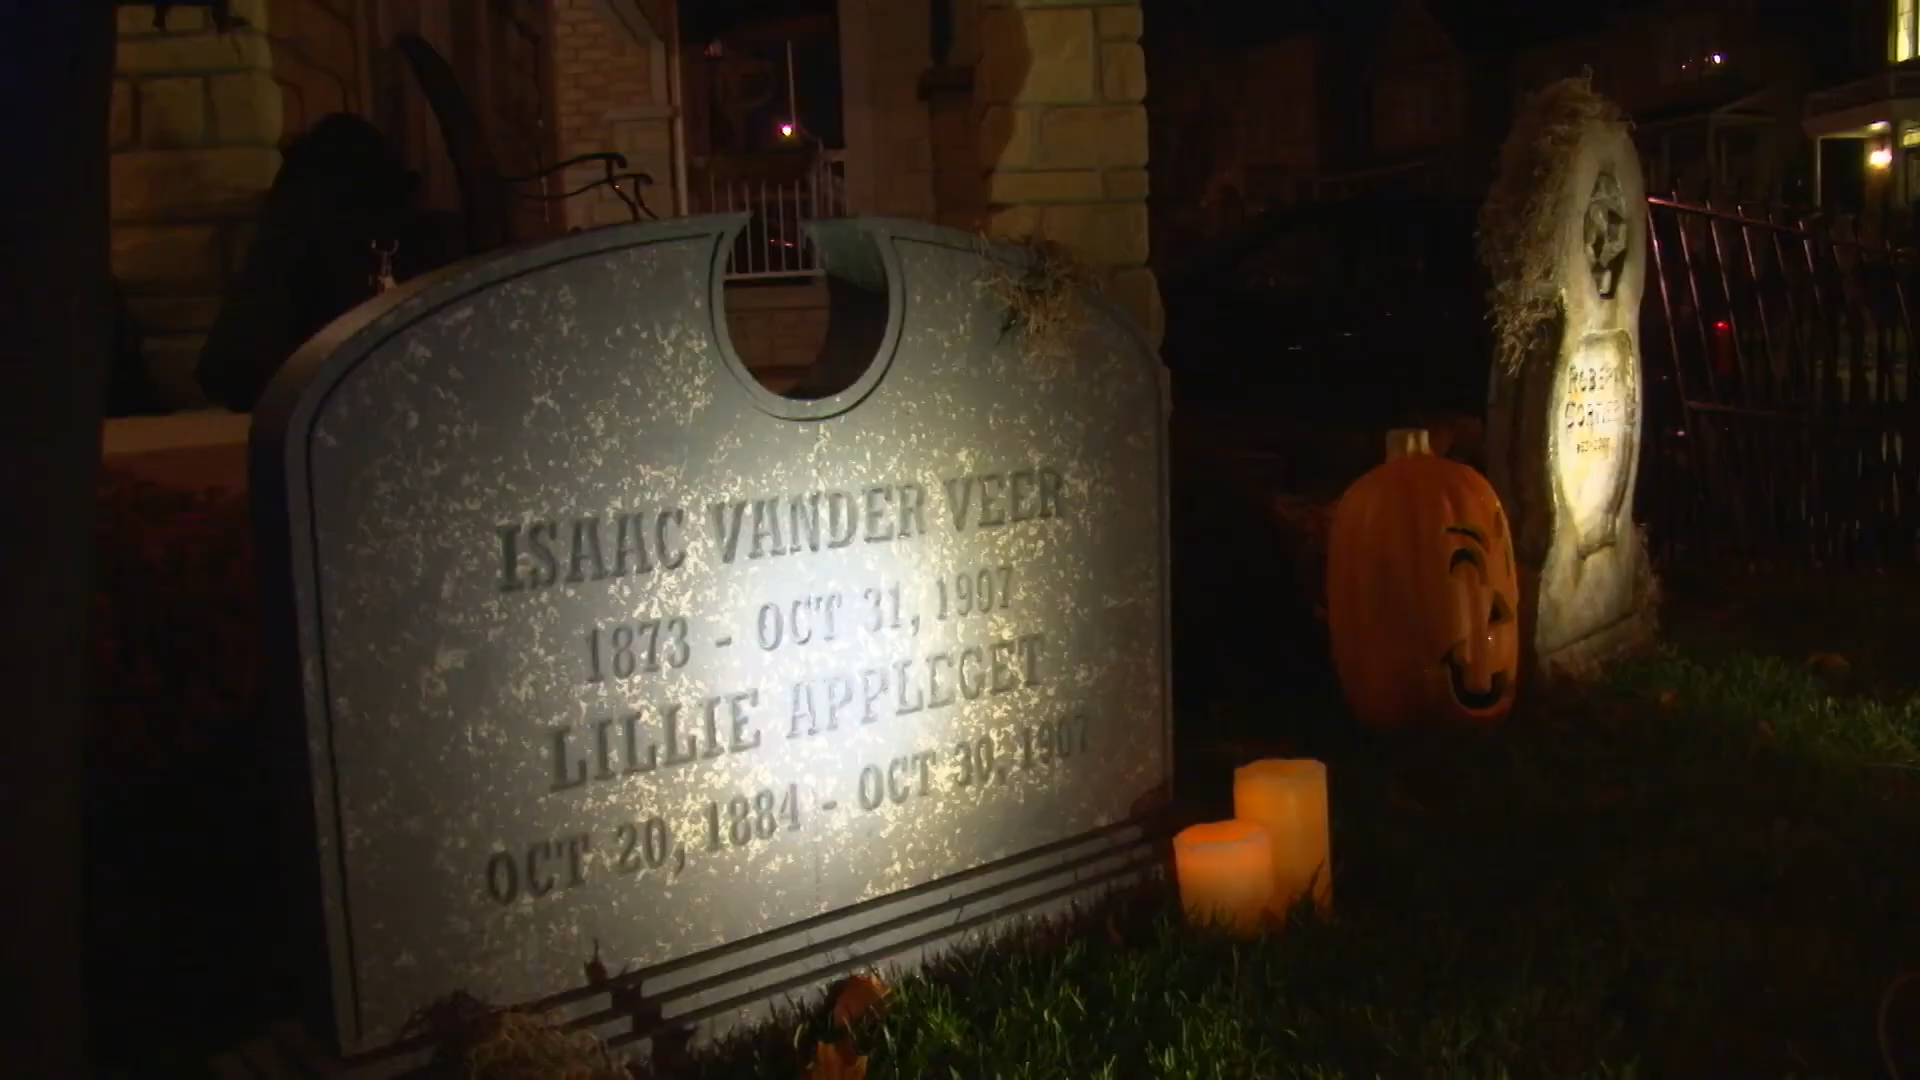 ISAAC VANDER VEER
1873 - OCT 31, 1907
LILLIE APPLEGET
OCT 20, 1884 - OCT 30, 1907